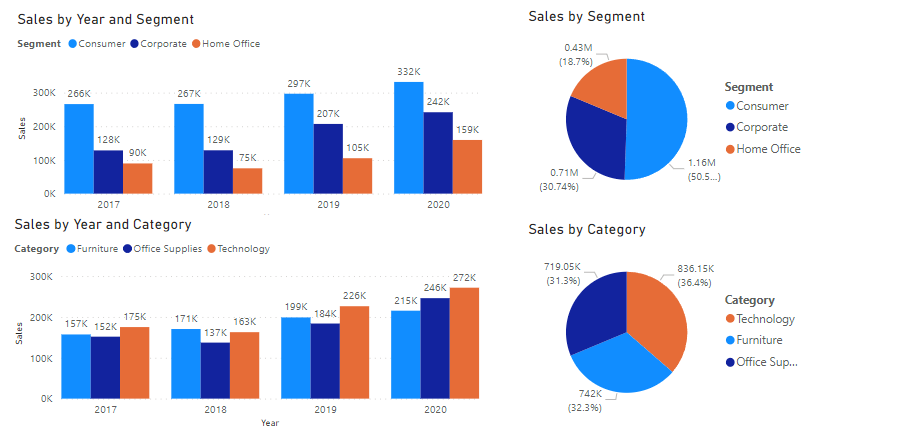 Sales by Year and Segment
Segment Consumer Corporate Home Office
Sales
300K
200K
100K
0K
266K 128K 90K
267K 129K 75K
297K 207K 105K
332K 242K 159K
2017 2018 2019 2020
Sales by Segment
0.43M
(18.7%)
0.71M
(30.74%)
1.16M
(50.5...)
Segment
Consumer
Corporate
Home Office
Sales by Year and Category
Category Furniture Office Supplies Technology
Sales
300K
200K
100K
0K
157K 152K 175K
171K 137K 163K
199K 184K 226K
215K 246K 272K
2017 2018 2019 2020
Year
Sales by Category
719.05K
(31.3%)
836.15K
(36.4%)
742K
(32.3%)
Category
Technology
Furniture
Office Sup...